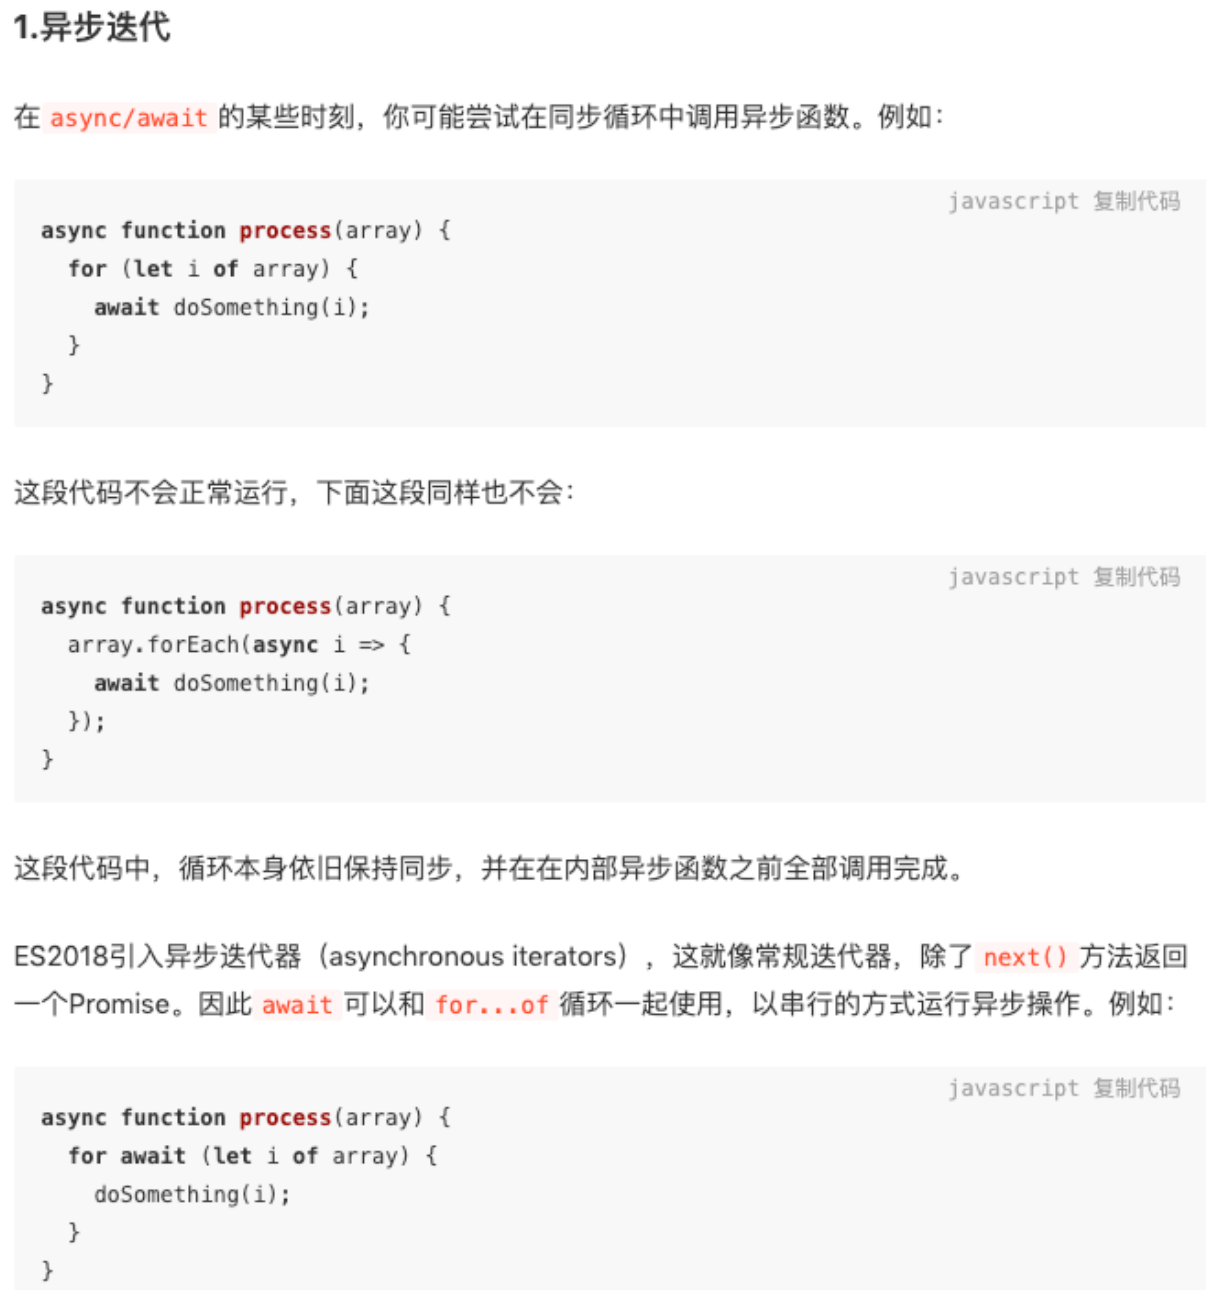 1.异步迭代
在 async/await 的某些时刻，你可能尝试在同步循环中调用异步函数。例如：
javascript 复制代码
async function process(array) {
  for (let i of array) {
    await doSomething(i);
  }
}
这段代码不会正常运行，下面这段同样也不会：
javascript 复制代码
async function process(array) {
  array.forEach(async i => {
    await doSomething(i);
  });
}
这段代码中，循环本身依旧保持同步，并在在内部异步函数之前全部调用完成。
ES2018引入异步迭代器（asynchronous iterators），这就像常规迭代器，除了 next() 方法返回
一个Promise。因此 await 可以和 for...of 循环一起使用，以串行的方式运行异步操作。例如：
javascript 复制代码
async function process(array) {
  for await (let i of array) {
    doSomething(i);
  }
}